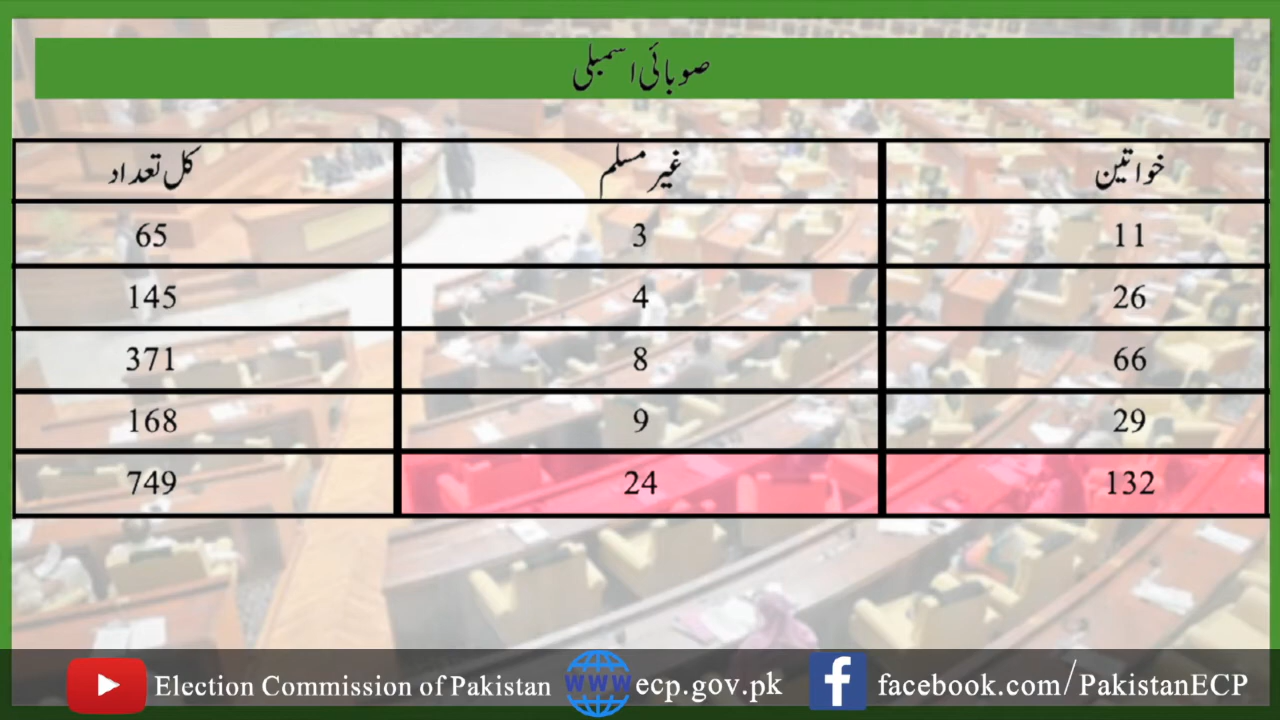 صوبائی اسمبلی
خواتین غیر مسلم کل تعداد
11 3 65
26 4 145
66 8 371
29 9 168
132 24 749
Election Commission of Pakistan www ecp.gov.pk f facebook.com/PakistanECP